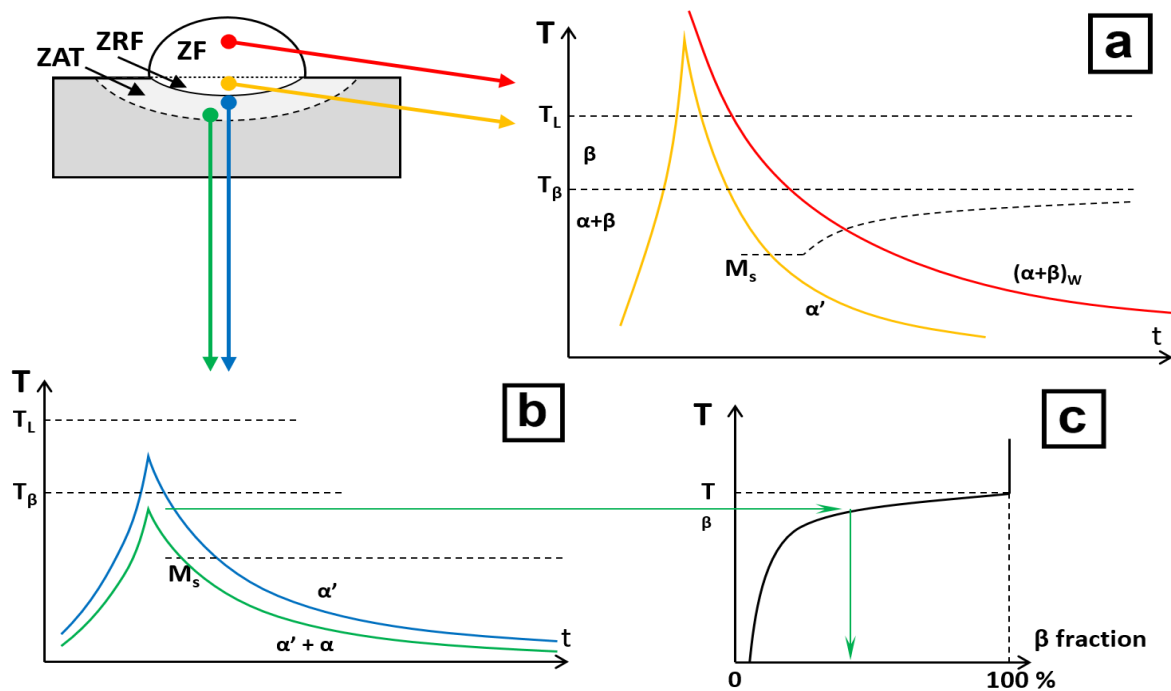 ZRF
ZF
ZAT
T
a
T_L
β
T_β
α+β
M_s
(α+β)_W
α’
t
T
b
T_L
T_β
M_s
α’
α’ + α
t
c
T
T
β
β fraction
0
100 %